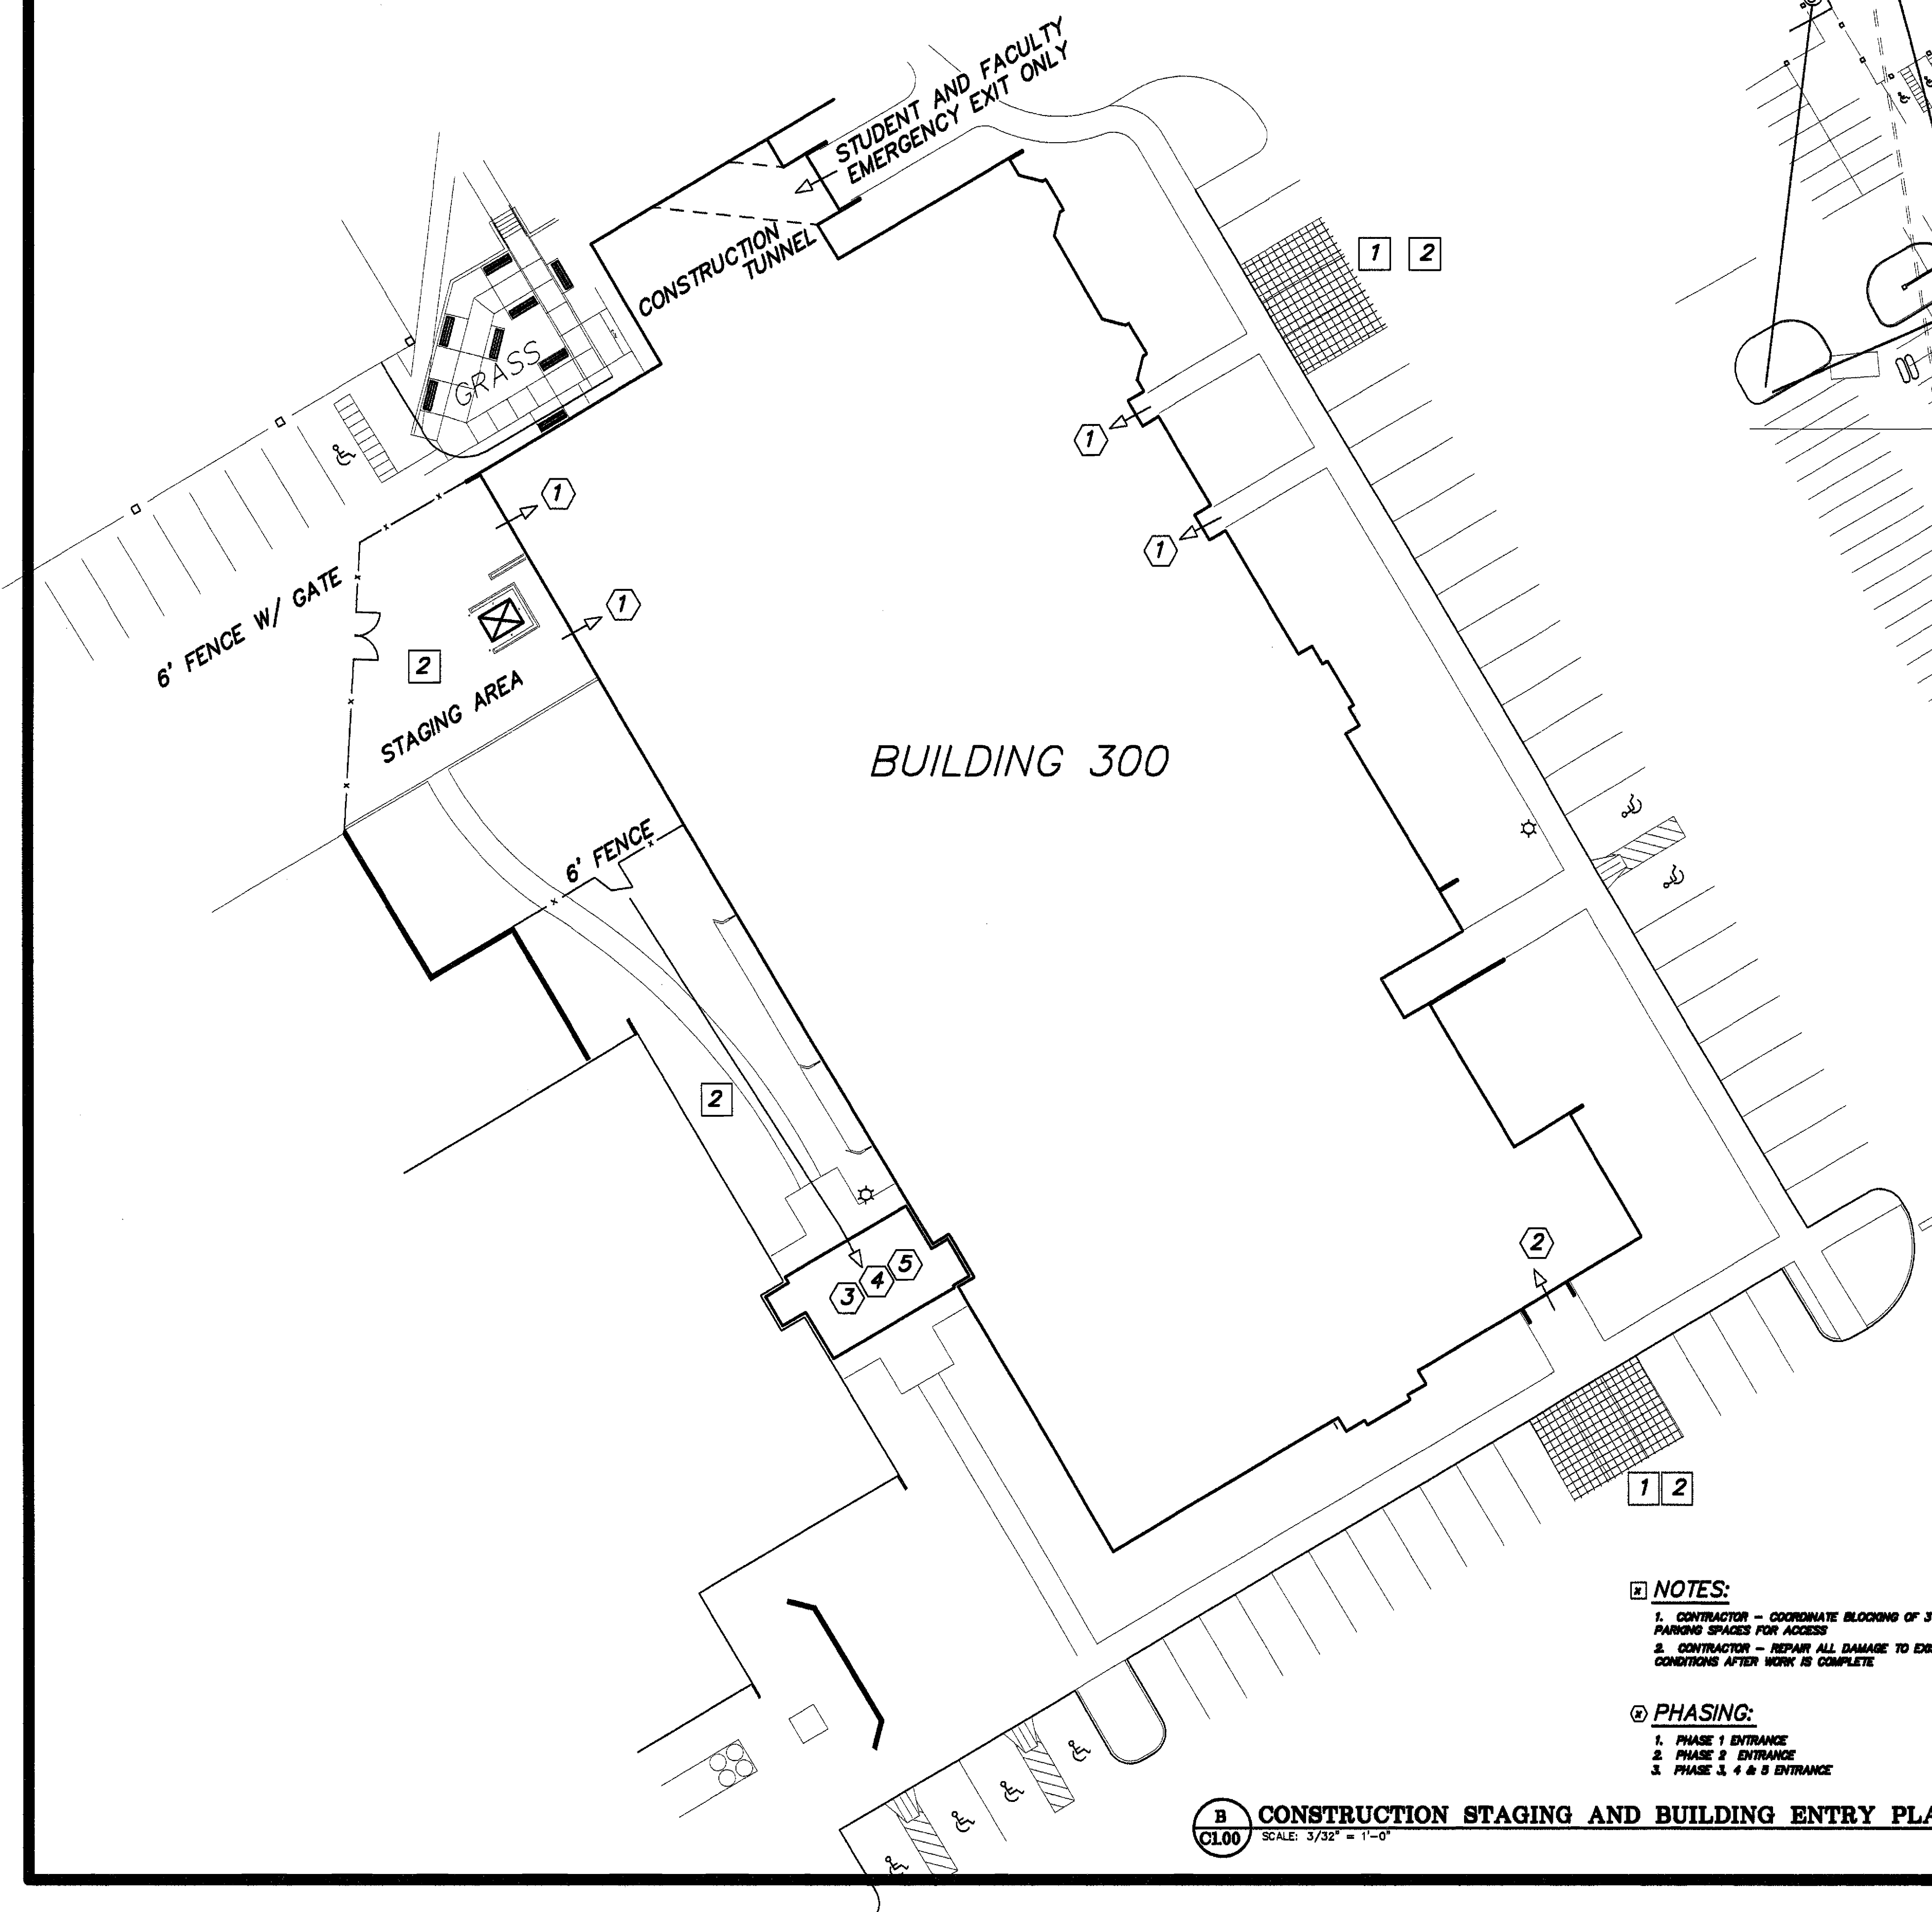 STUDENT AND FACULTY
EMERGENCY EXIT ONLY
CONSTRUCTION
TUNNEL
1 2
GRASS
1
1
1
1
6' FENCE W/ GATE
2
STAGING AREA
BUILDING 300
6' FENCE
2
2
3 4 5
1 2
x NOTES:
1. CONTRACTOR – COORDINATE BLOCKING OF 3
PARKING SPACES FOR ACCESS
2. CONTRACTOR – REPAIR ALL DAMAGE TO
CONDITIONS AFTER WORK IS COMPLETE
x PHASING:
1. PHASE 1 ENTRANCE
2. PHASE 2 ENTRANCE
3. PHASE 3, 4 & 5 ENTRANCE
B
C1.00
CONSTRUCTION STAGING AND BUILDING ENTRY
SCALE: 3/32" = 1'-0"